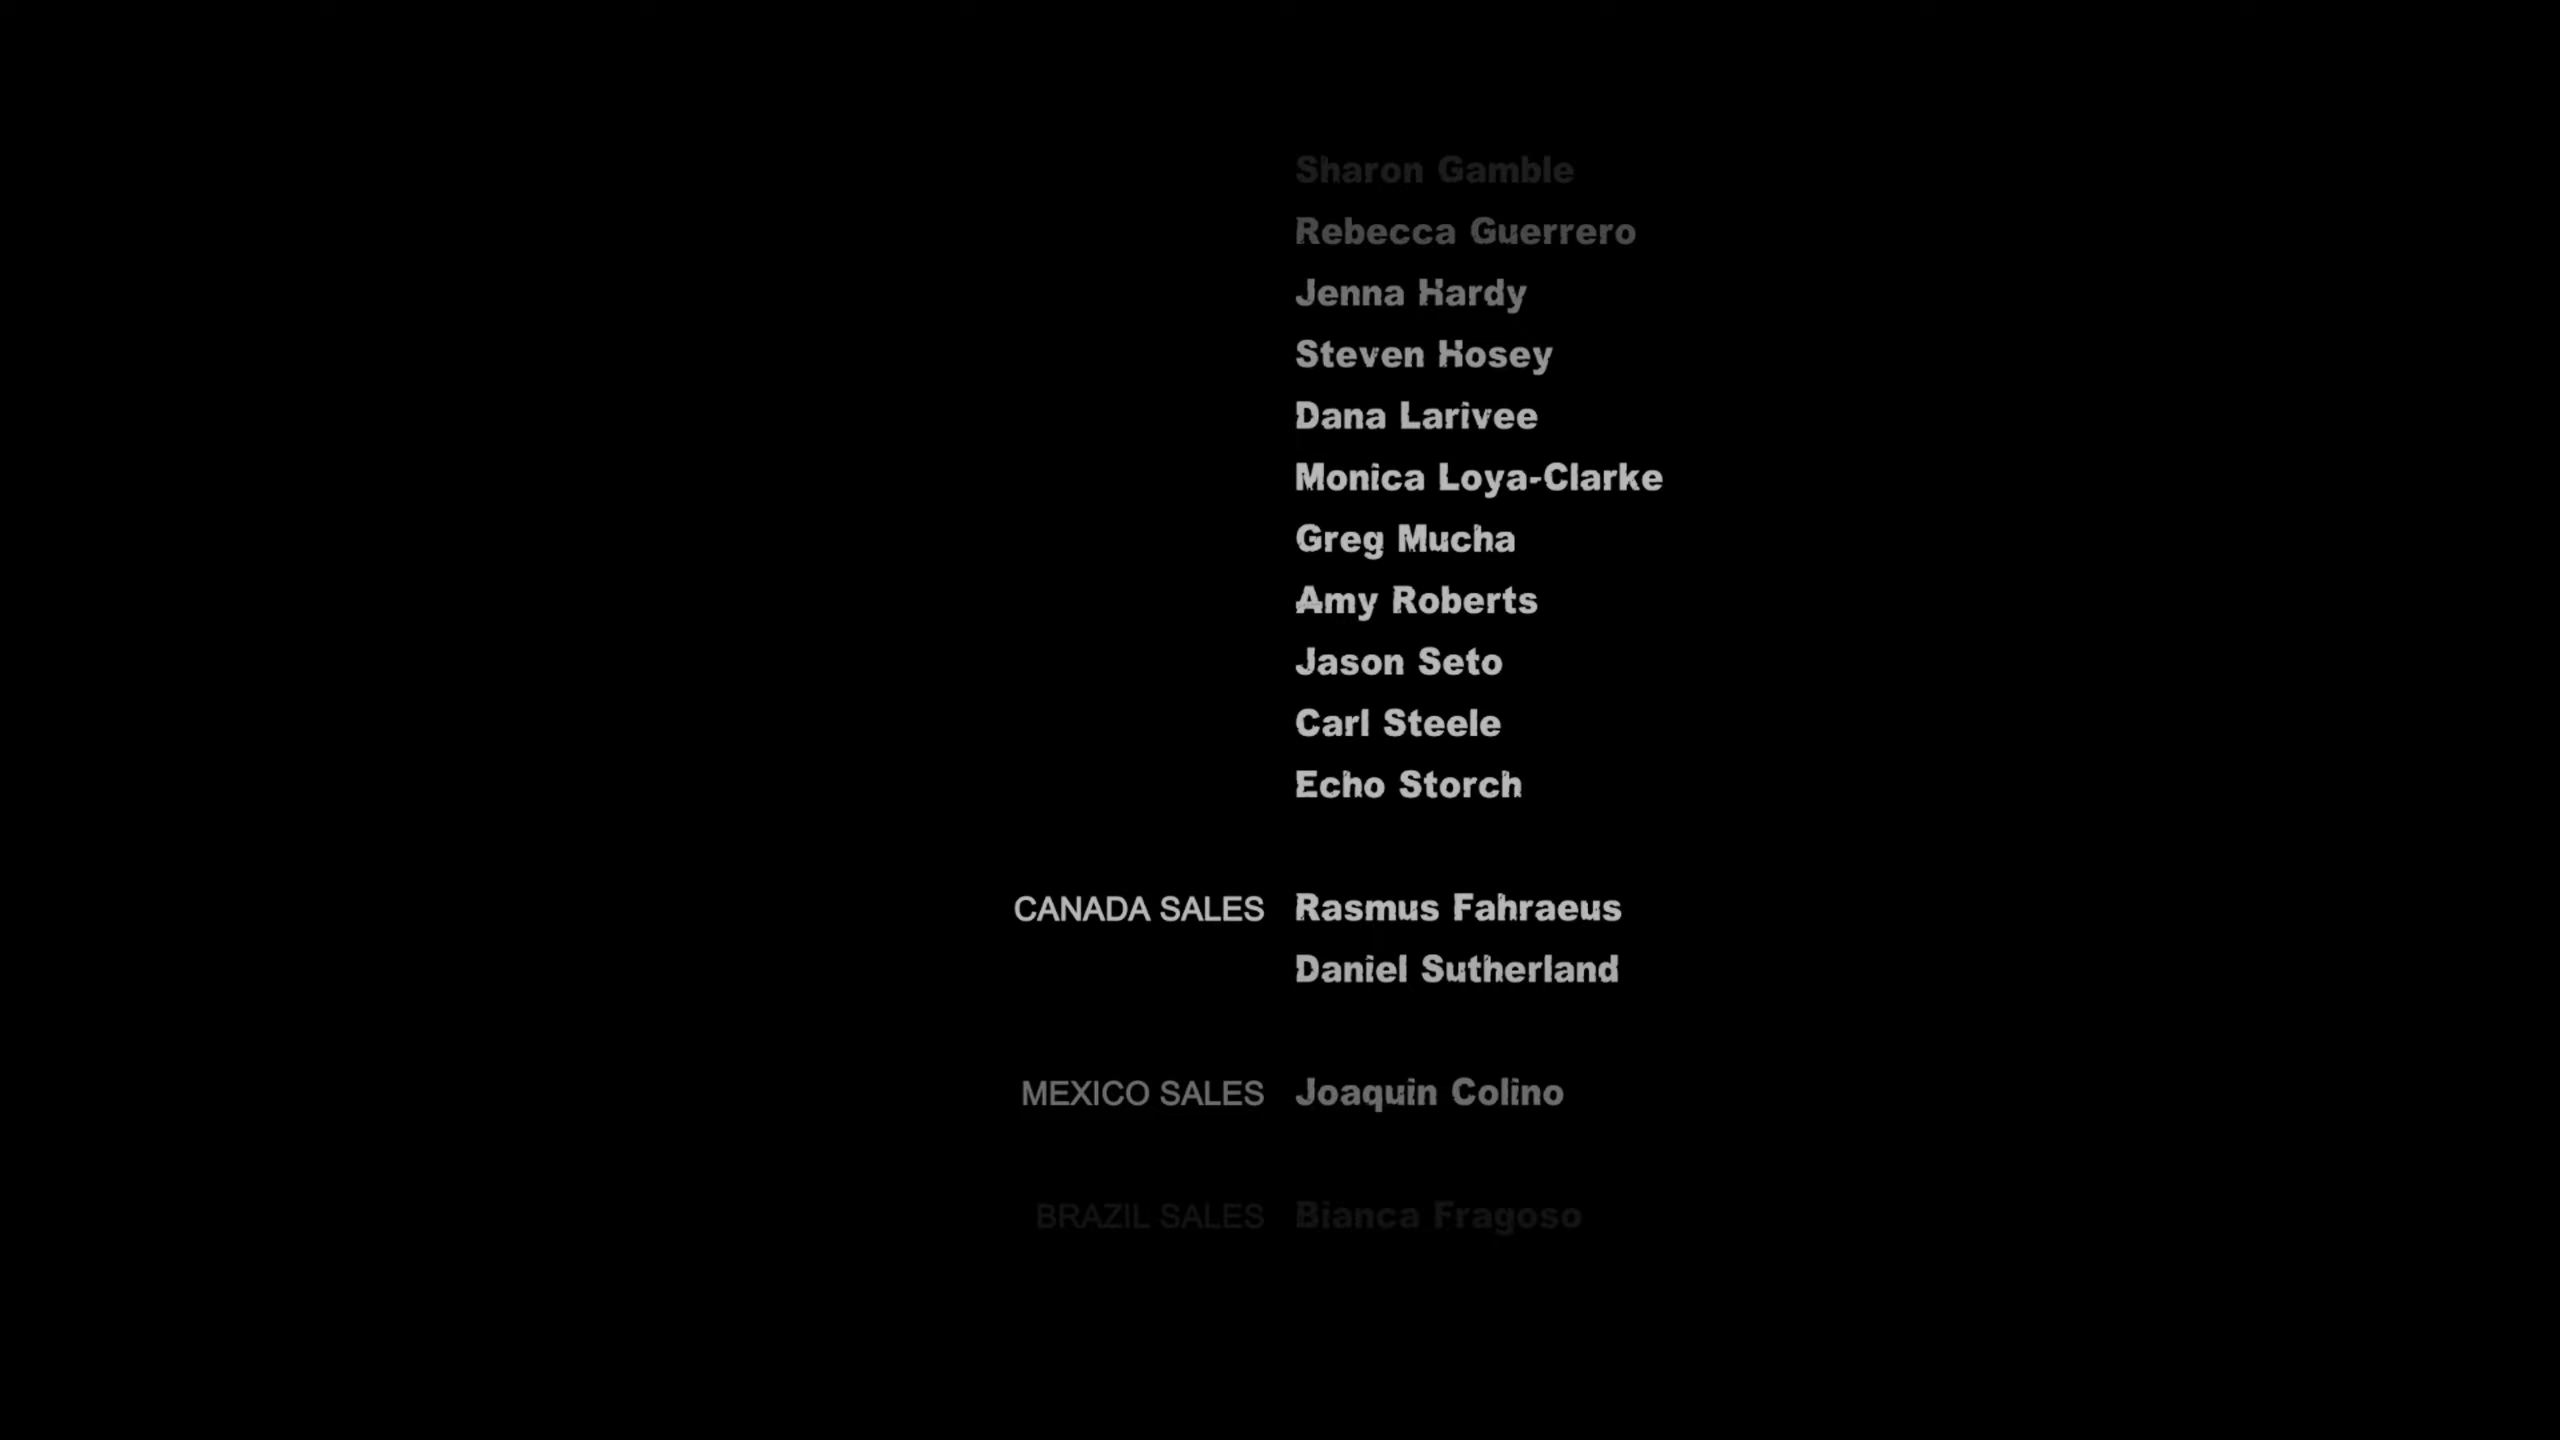 Sharon Gamble
Rebecca Guerrero
Jenna Hardy
Steven Hosey
Dana Larivee
Monica Loya-Clarke
Greg Mucha
Amy Roberts
Jason Seto
Carl Steele
Echo Storch
CANADA SALES Rasmus Fahraeus
Daniel Sutherland
MEXICO SALES Joaquin Colino
BRAZIL SALES Bianca Fragoso